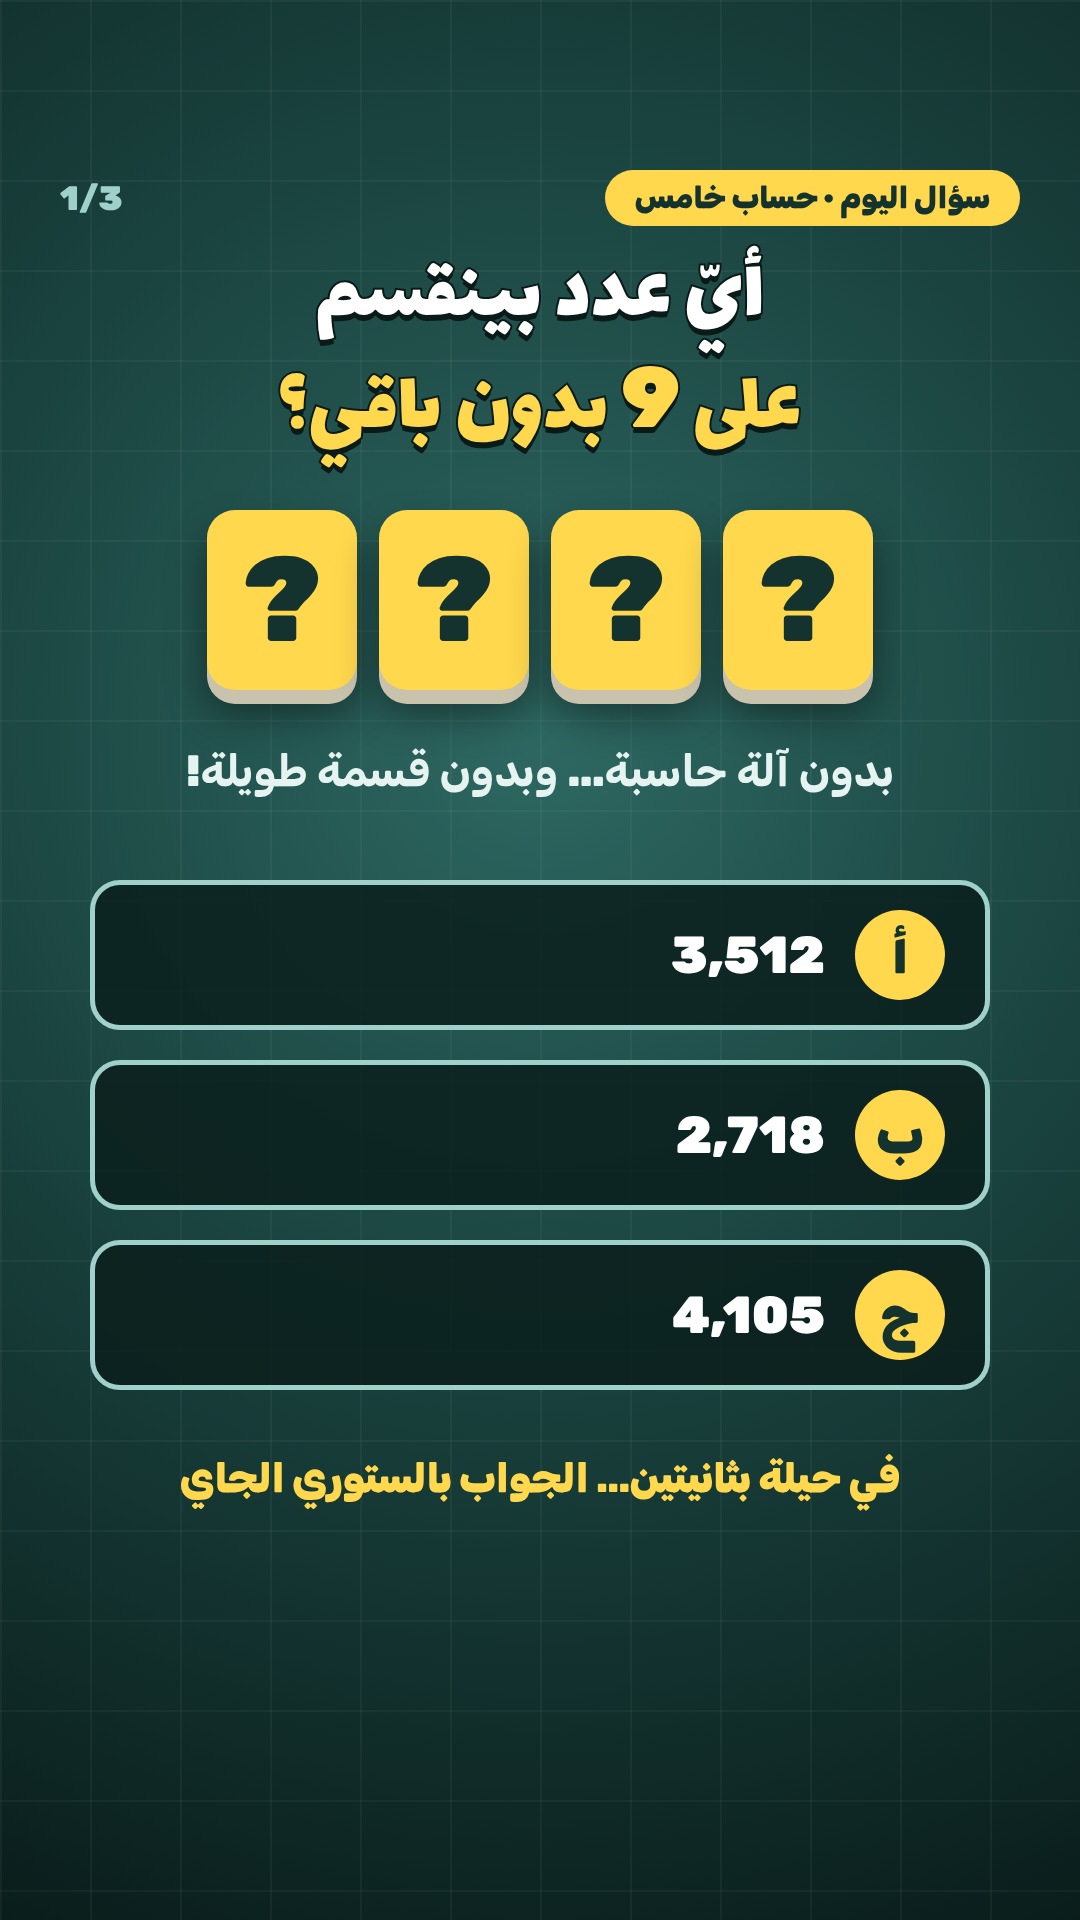 سؤال اليوم • حساب خامس
1/3
أيّ عدد بينقسم
على 9 بدون باقي؟
? ? ? ?
بدون آلة حاسبة... وبدون قسمة طويلة!
أ 3,512
ب 2,718
ج 4,105
في حيلة بثانيتين... الجواب بالستوري الجاي